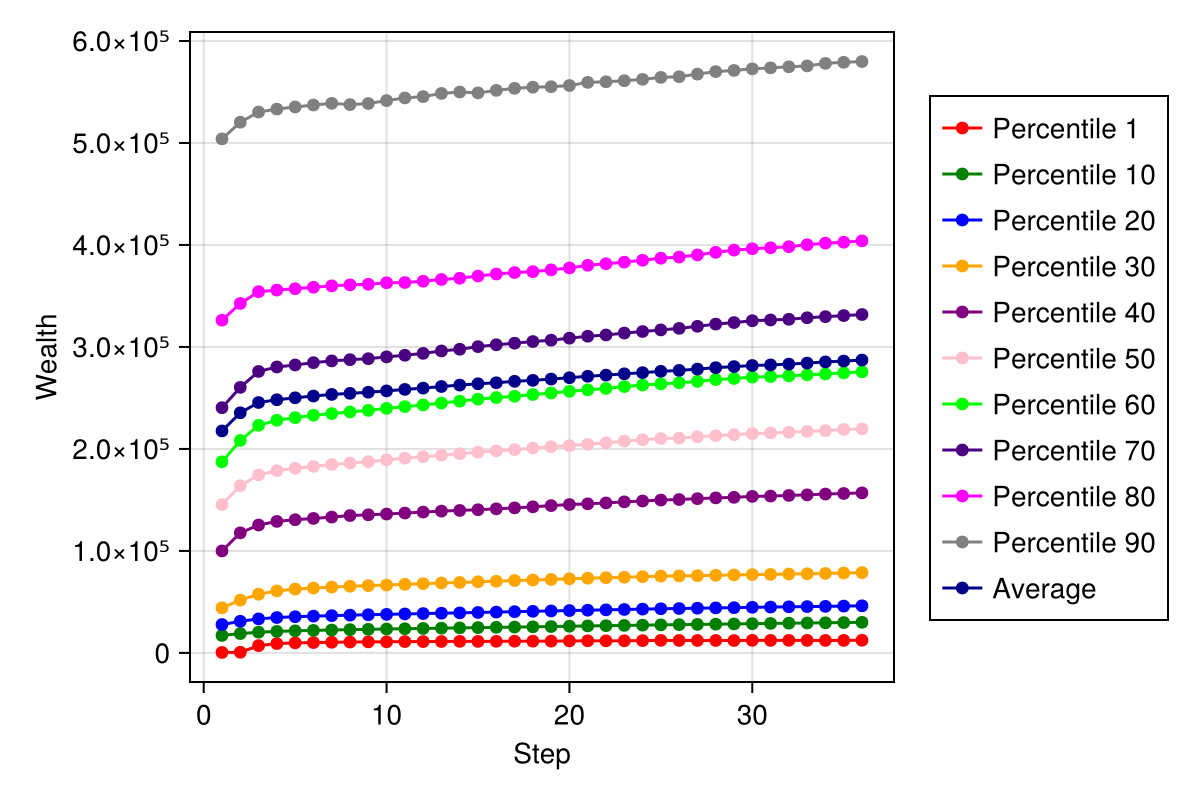 6.0×10⁵
5.0×10⁵
4.0×10⁵
3.0×10⁵
2.0×10⁵
1.0×10⁵
0
Wealth
0 10 20 30
Step
Percentile 1
Percentile 10
Percentile 20
Percentile 30
Percentile 40
Percentile 50
Percentile 60
Percentile 70
Percentile 80
Percentile 90
Average